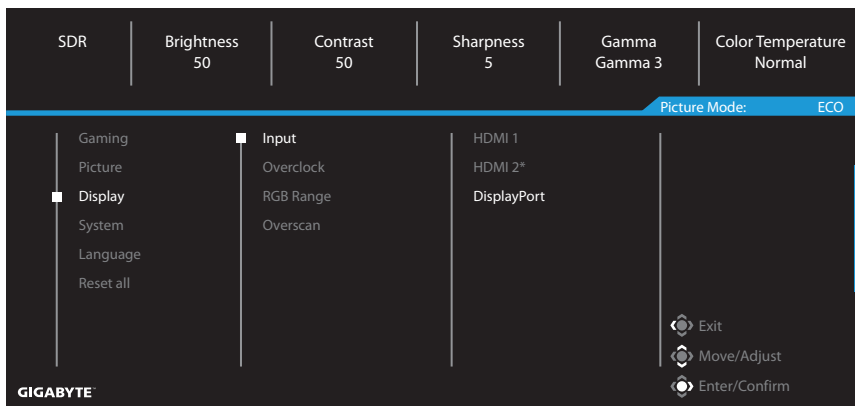 SDR
Brightness
50
Contrast
50
Sharpness
5
Gamma
Gamma 3
Color Temperature
Normal
Picture Mode: ECO
Gaming
Picture
Display
System
Language
Reset all
Input
Overclock
RGB Range
Overscan
HDMI 1
HDMI 2*
DisplayPort
Exit
Move/Adjust
Enter/Confirm
GIGABYTE™